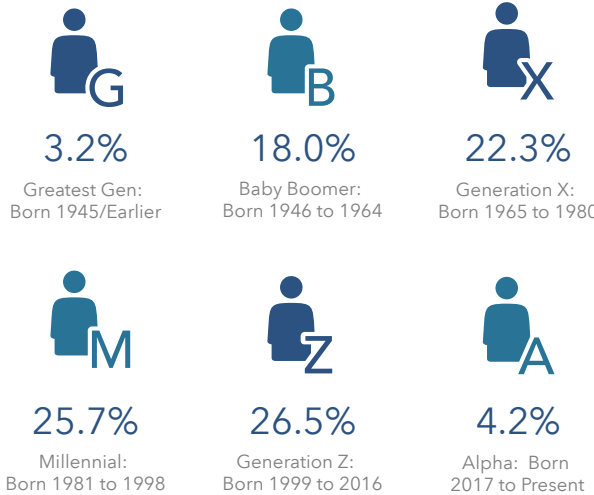 G
B
X
3.2%
18.0%
22.3%
Greatest Gen:
Born 1945/Earlier
Baby Boomer:
Born 1946 to 1964
Generation X:
Born 1965 to 1980
M
Z
A
25.7%
26.5%
4.2%
Millennial:
Born 1981 to 1998
Generation Z:
Born 1999 to 2016
Alpha: Born
2017 to Present